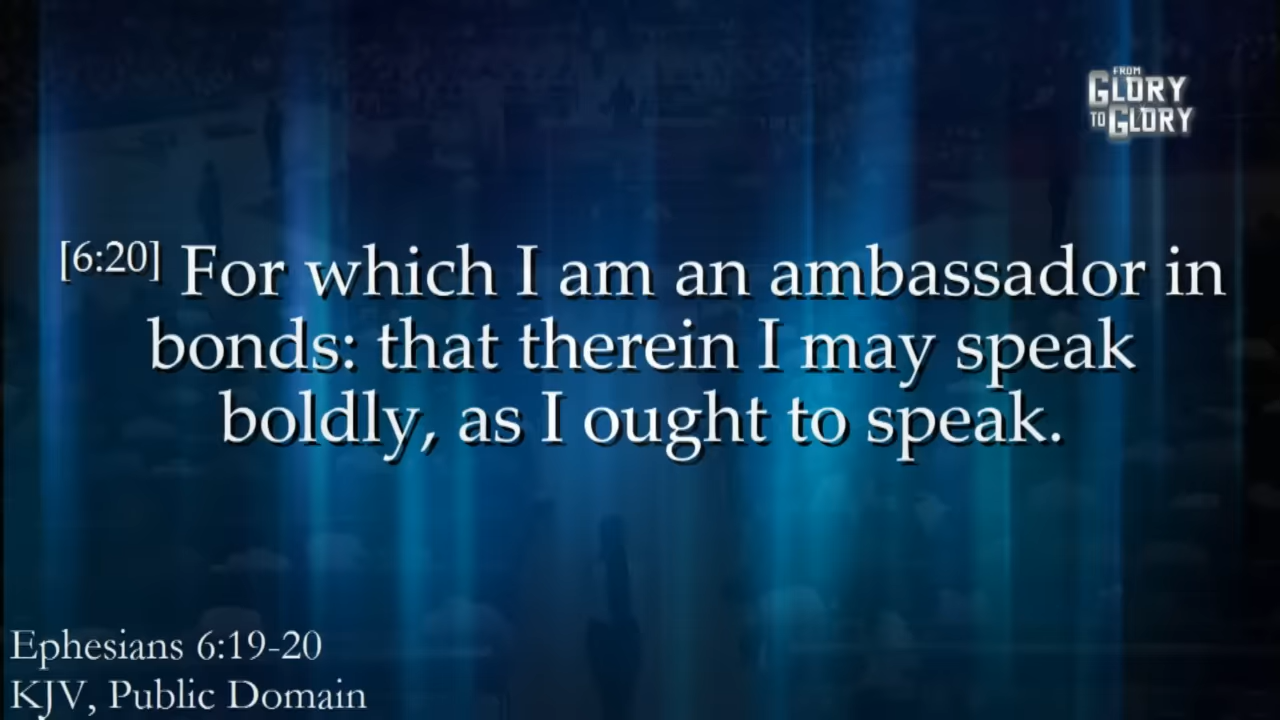 FROM
GLORY
TO GLORY
[6:20] For which I am an ambassador in
bonds: that therein I may speak
boldly, as I ought to speak.
Ephesians 6:19-20
KJV, Public Domain